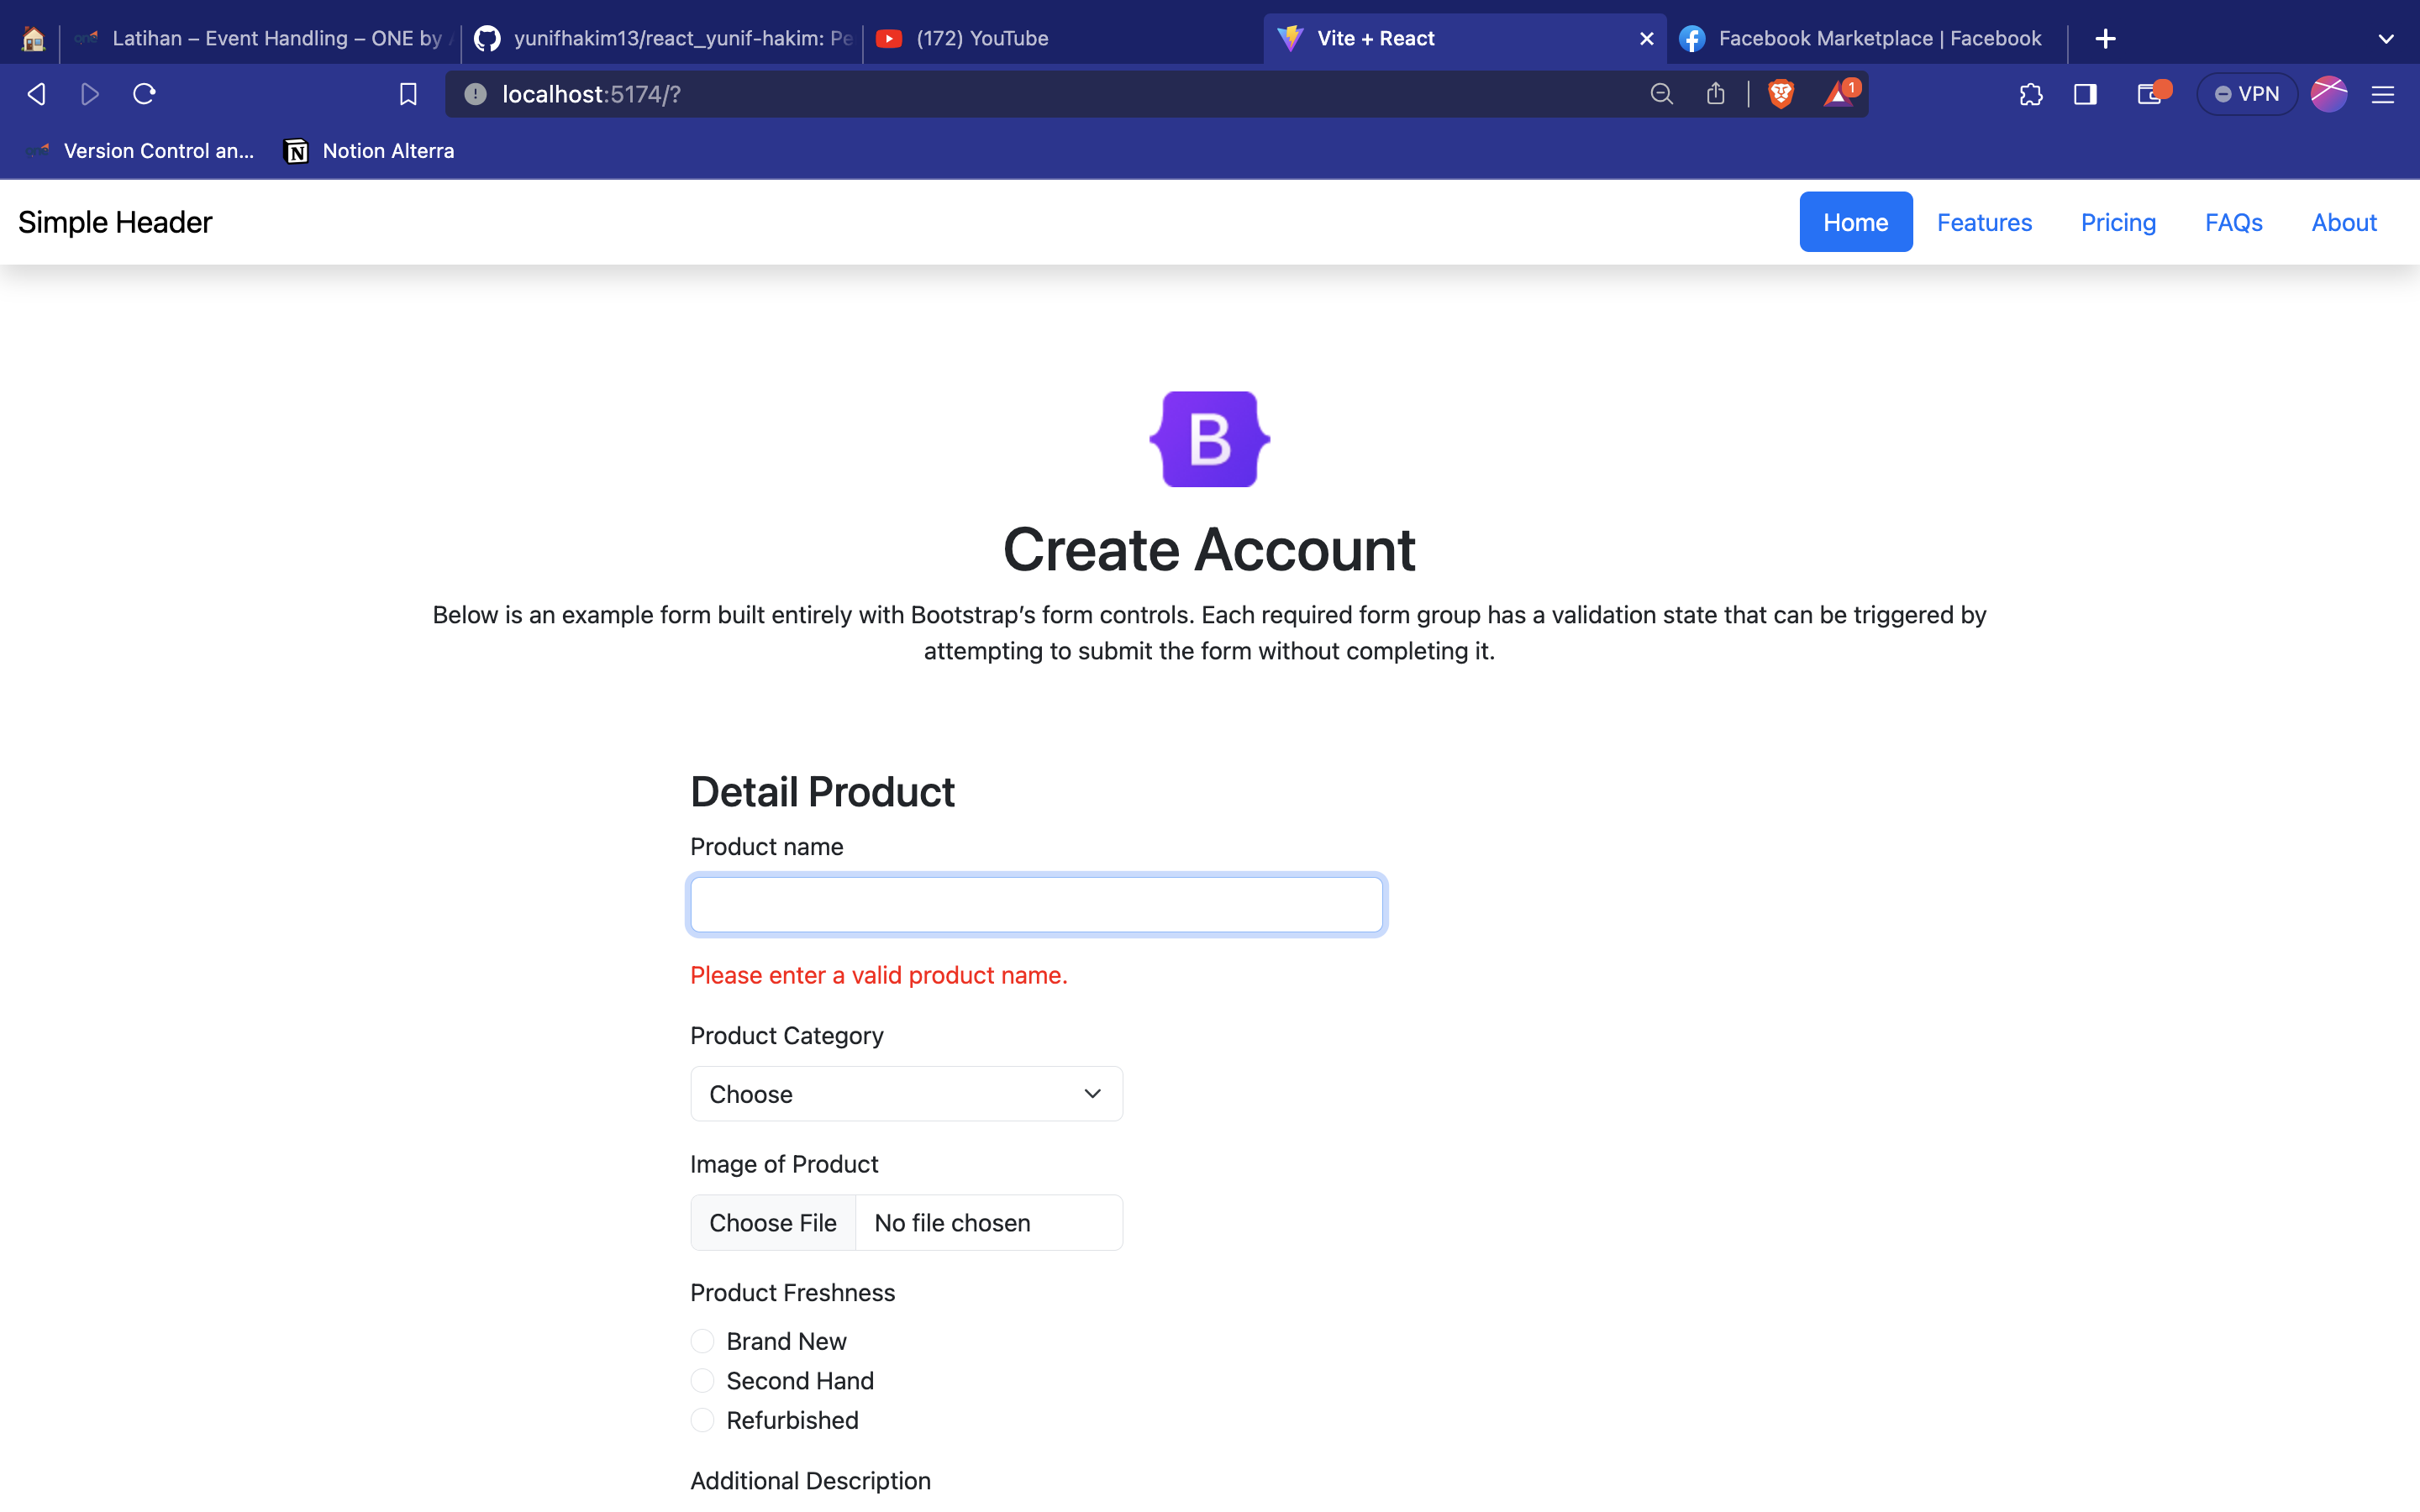 Latihan – Event Handling – ONE by
yunifhakim13/react_yunif-hakim: Pe
(172) YouTube
Vite + React
Facebook Marketplace | Facebook
localhost:5174/?
1
VPN
Version Control an...
N
Notion Alterra
Simple Header
Home
Features
Pricing
FAQs
About
B
Create Account
Below is an example form built entirely with Bootstrap’s form controls. Each required form group has a validation state that can be triggered by
attempting to submit the form without completing it.
Detail Product
Product name
Please enter a valid product name.
Product Category
Choose
Image of Product
Choose File
No file chosen
Product Freshness
Brand New
Second Hand
Refurbished
Additional Description